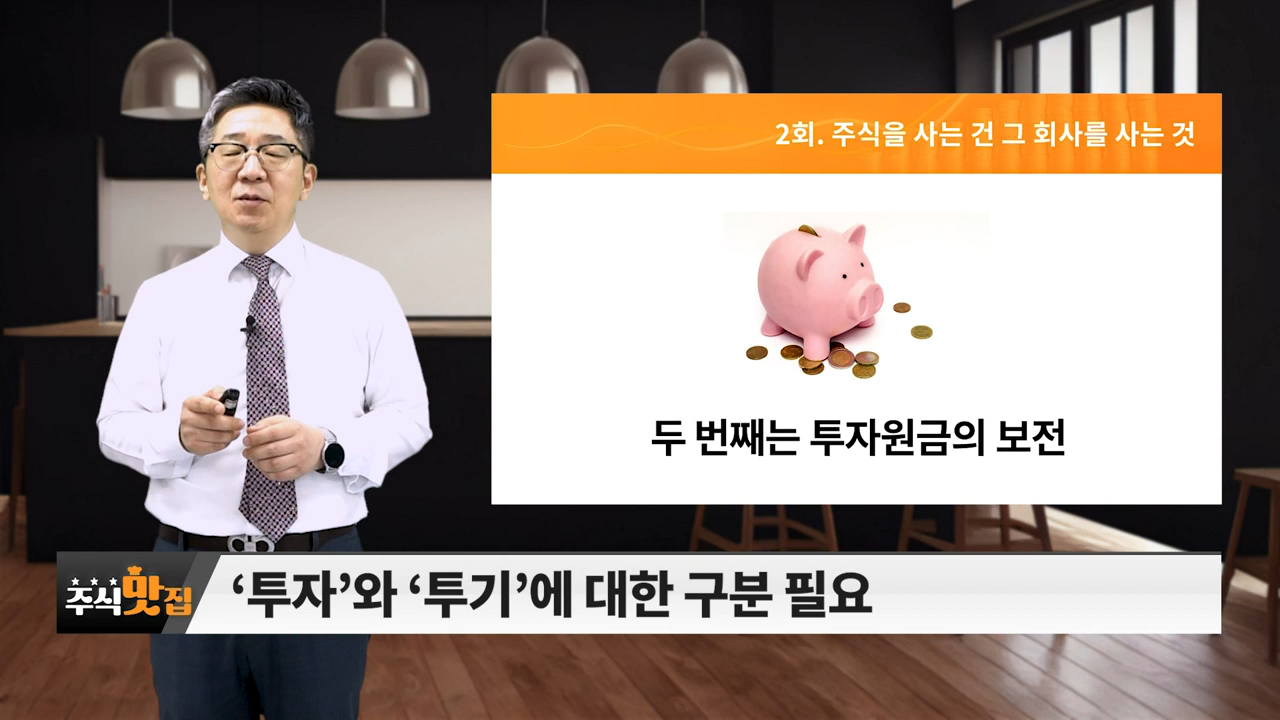 2회. 주식을 사는 건 그 회사를 사는 것
두 번째는 투자원금의 보전
주식맛집
‘투자’와 ‘투기’에 대한 구분 필요